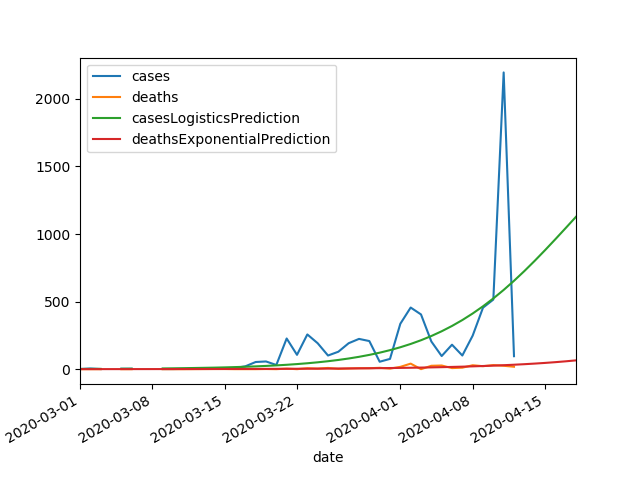 cases
deaths
casesLogisticsPrediction
deathsExponentialPrediction
2000
1500
1000
500
0
2020-03-01
2020-03-08
2020-03-15
2020-03-22
2020-04-01
2020-04-08
2020-04-15
date